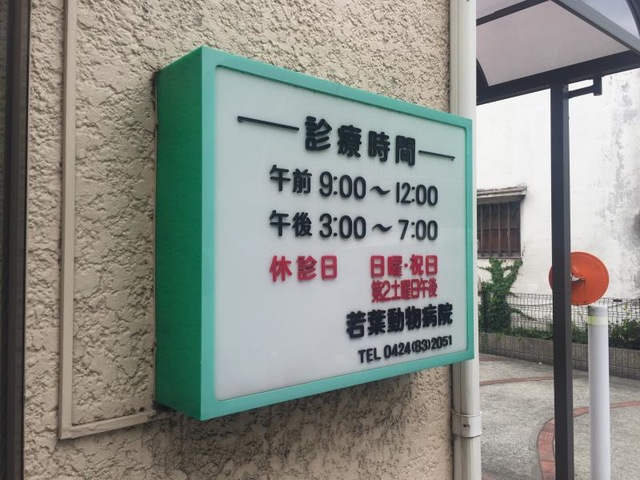 診療時間
午前 9:00～12:00
午後 3:00～7:00
休診日 日曜・祝日
第2土曜日午後
若葉動物病院
TEL 0424(83)2051